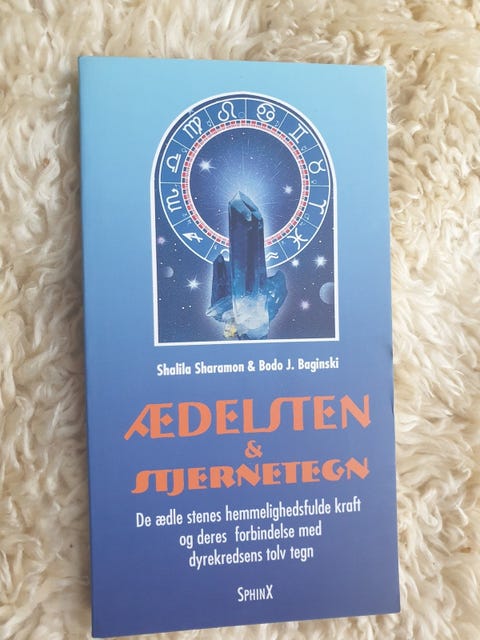 Shalila Sharamon & Bodo J. Baginski
ÆDELSTEN
&
STJERNETEGN
De ædle stenes hemmelighedsfulde kraft
og deres forbindelse med
dyrekredsens tolv tegn
SPHINX